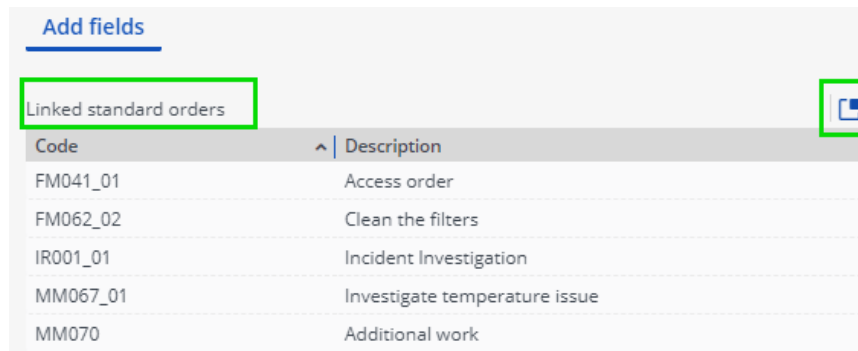 Add fields
Linked standard orders
Code Description
FM041_01 Access order
FM062_02 Clean the filters
IR001_01 Incident Investigation
MM067_01 Investigate temperature issue
MM070 Additional work